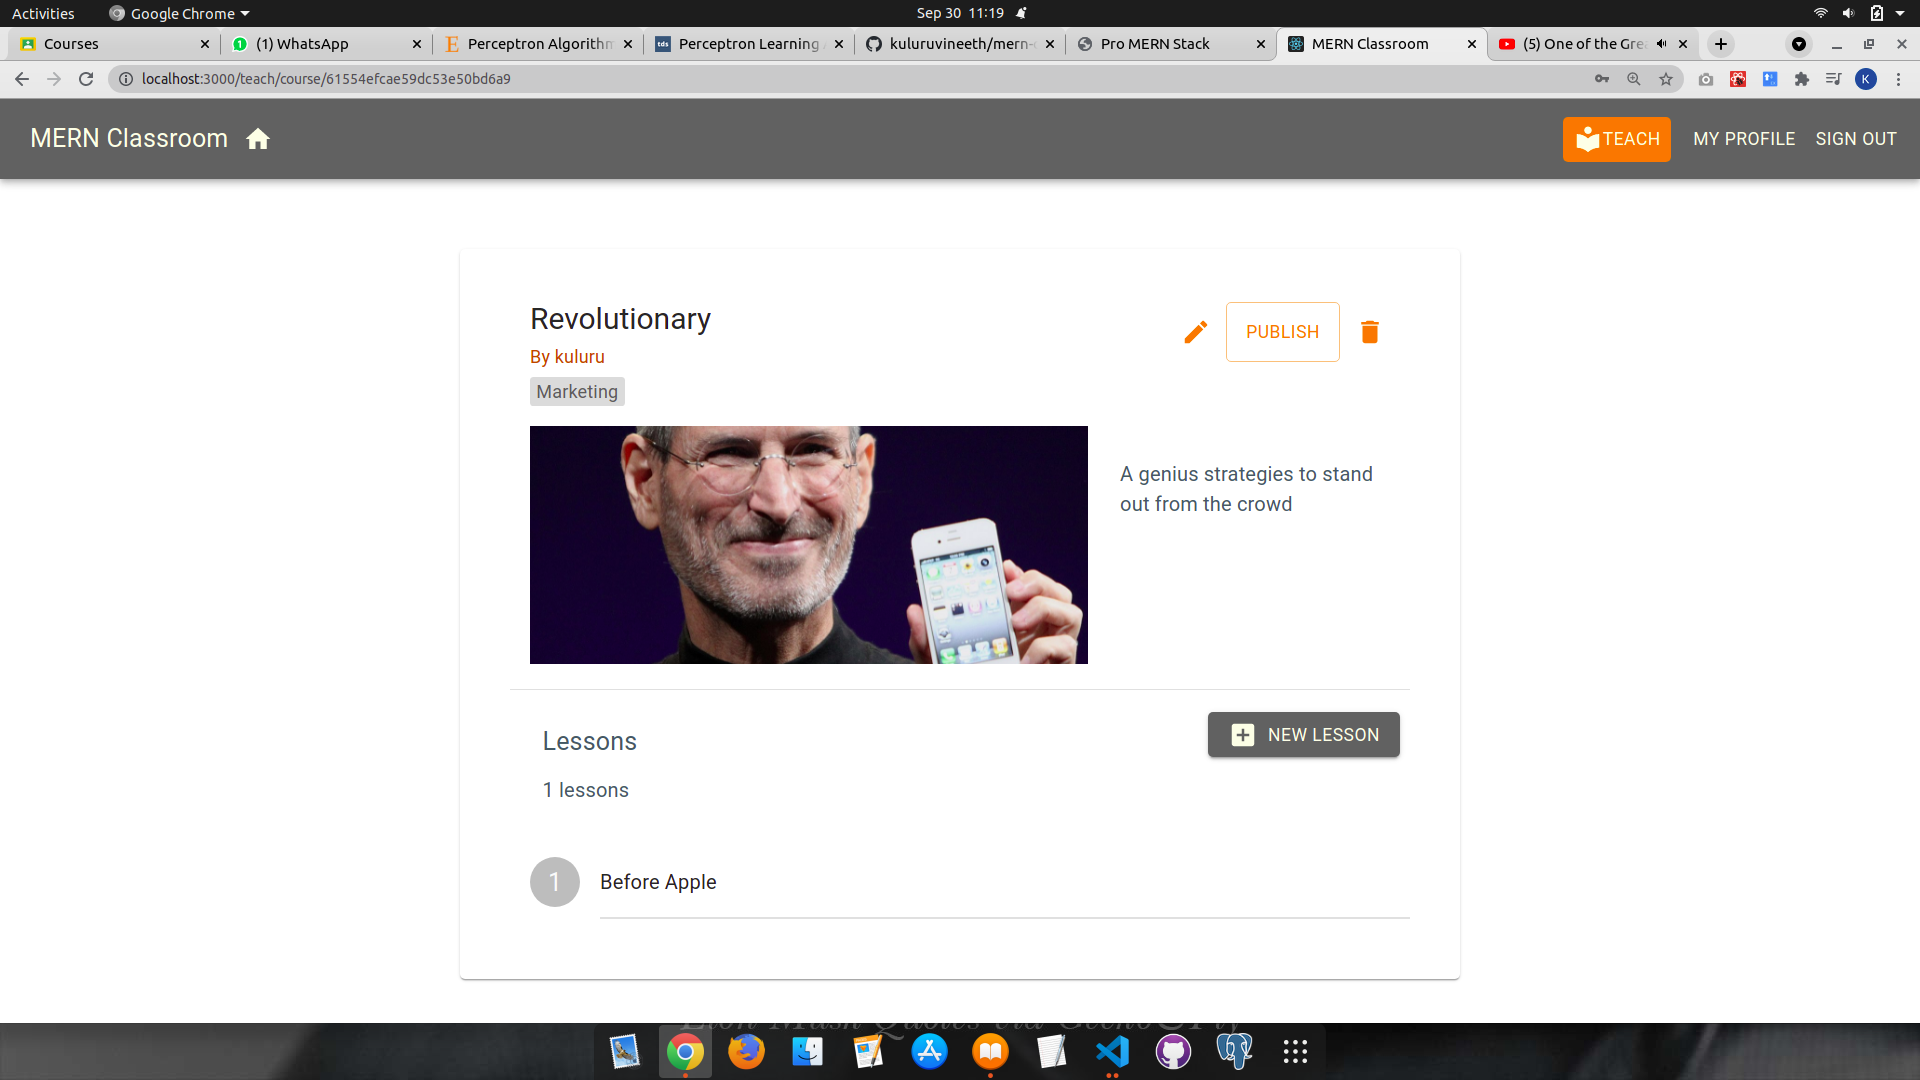 Activities
Google Chrome
Sep 30 11:19
Courses
(1) WhatsApp
Perceptron Algorithm
Perceptron Learning
kuluruvineeth/mern-
Pro MERN Stack
MERN Classroom
(5) One of the Gre
localhost:3000/teach/course/61554efcae59dc53e50bd6a9
K
MERN Classroom
TEACH
MY PROFILE
SIGN OUT
Revolutionary
By kuluru
Marketing
PUBLISH
A genius strategies to stand
out from the crowd
Lessons
NEW LESSON
1 lessons
1
Before Apple